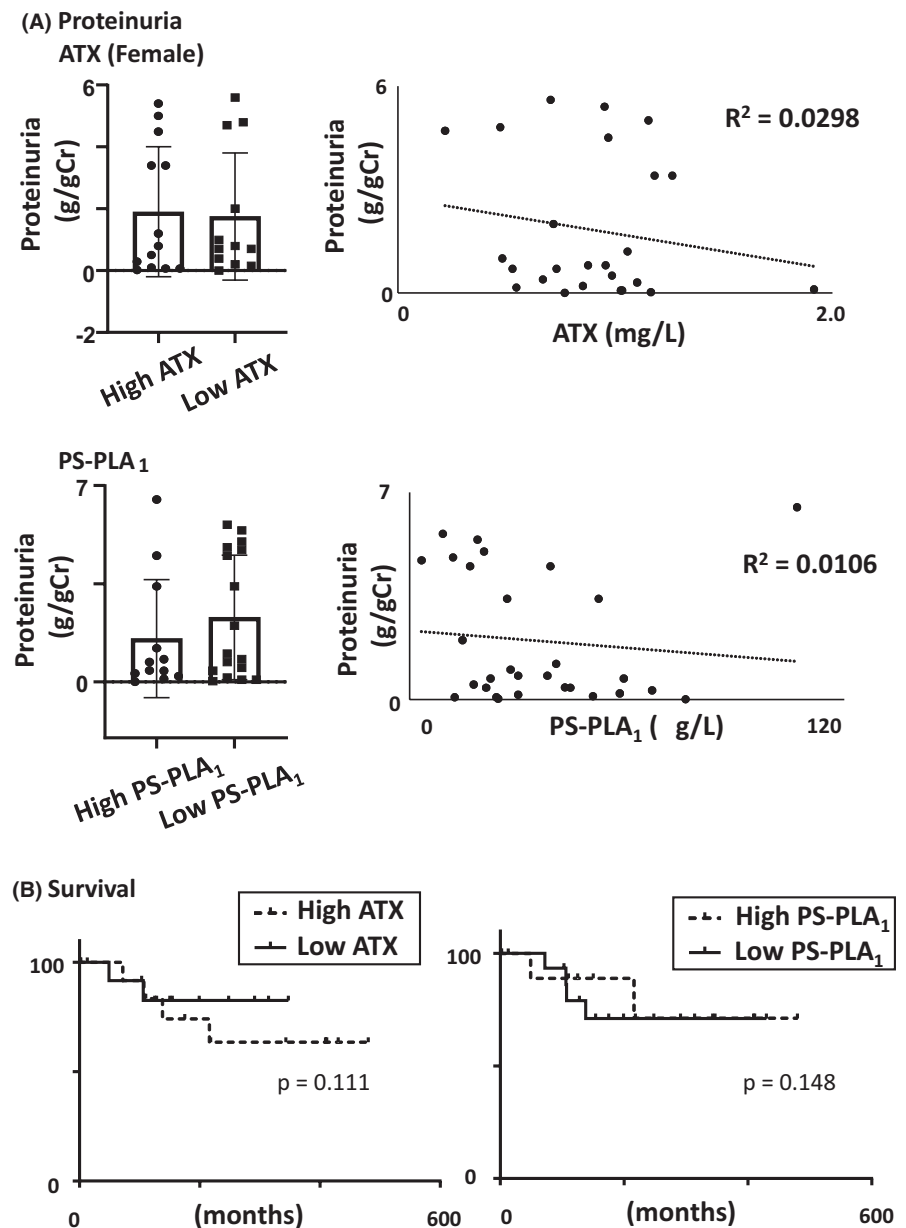 (A) Proteinuria
ATX (Female)
6
0
-2
Proteinuria
(g/gCr)
High ATX
Low ATX
6
0
Proteinuria
(g/gCr)
R² = 0.0298
0
2.0
ATX (mg/L)
PS-PLA₁
7
0
Proteinuria
(g/gCr)
High PS-PLA₁
Low PS-PLA₁
7
0
Proteinuria
(g/gCr)
R² = 0.0106
0
120
PS-PLA₁ ( g/L)
(B) Survival
High ATX
Low ATX
100
0
p = 0.111
0
(months)
600
High PS-PLA₁
Low PS-PLA₁
100
0
p = 0.148
0
(months)
600